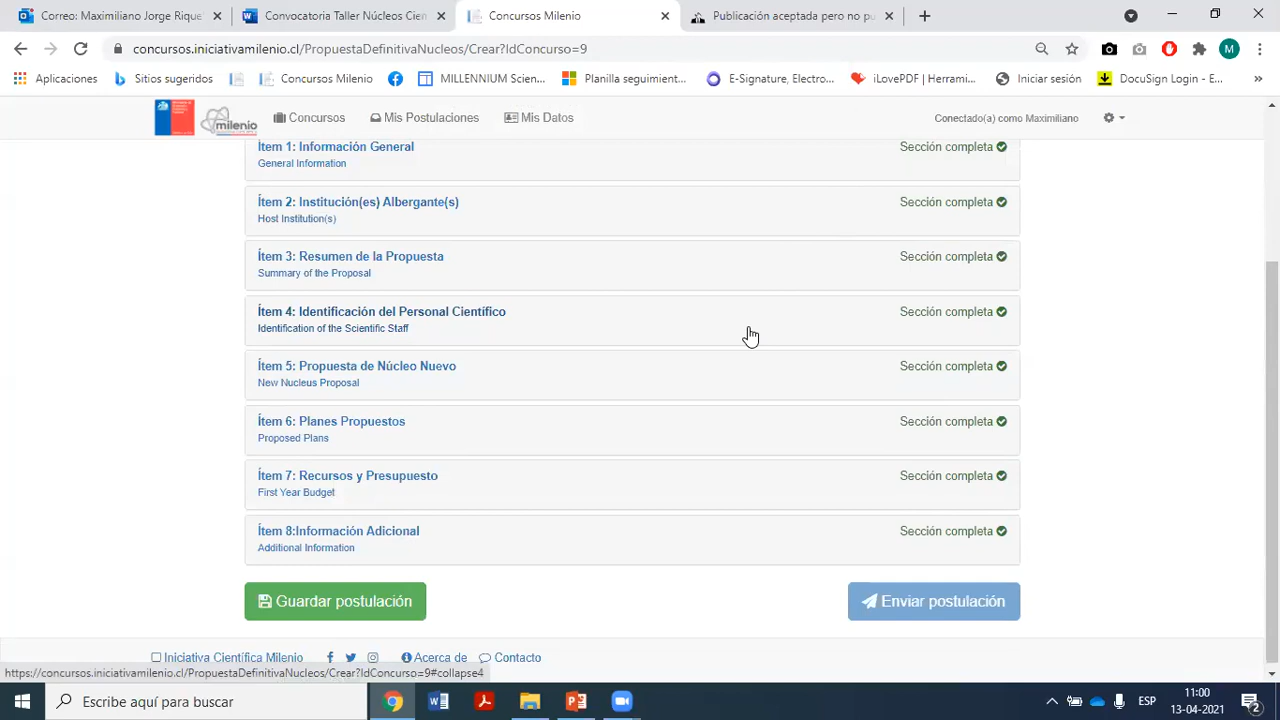 Correo: Maximiliano Jorge Rique
Convocatoria Taller Núcleos Cie
Concursos Milenio
Publicación aceptada pero no pu
concursos.iniciativamilenio.cl/PropuestaDefinitivaNucleos/Crear?IdConcurso=9
M
Aplicaciones
Sitios sugeridos
Concursos Milenio
MILLENNIUM Scien...
Planilla seguimient...
E-Signature, Electro...
iLovePDF | Herrami...
Iniciar sesión
DocuSign Login - E...
milenio
Concursos
Mis Postulaciones
Mis Datos
Conectado(a) como Maximiliano
Ítem 1: Información General
Sección completa
General Information
Ítem 2: Institución(es) Albergante(s)
Sección completa
Host Institution(s)
Ítem 3: Resumen de la Propuesta
Sección completa
Summary of the Proposal
Ítem 4: Identificación del Personal Científico
Sección completa
Identification of the Scientific Staff
Ítem 5: Propuesta de Núcleo Nuevo
Sección completa
New Nucleus Proposal
Ítem 6: Planes Propuestos
Sección completa
Proposed Plans
Ítem 7: Recursos y Presupuesto
Sección completa
First Year Budget
Ítem 8:Información Adicional
Sección completa
Additional Information
Guardar postulación
Enviar postulación
Iniciativa Científica Milenio
Acerca de
Contacto
https://concursos.iniciativamilenio.cl/PropuestaDefinitivaNucleos/Crear?IdConcurso=9#collapse4
Escribe aquí para buscar
ESP
11:00
13-04-2021
2